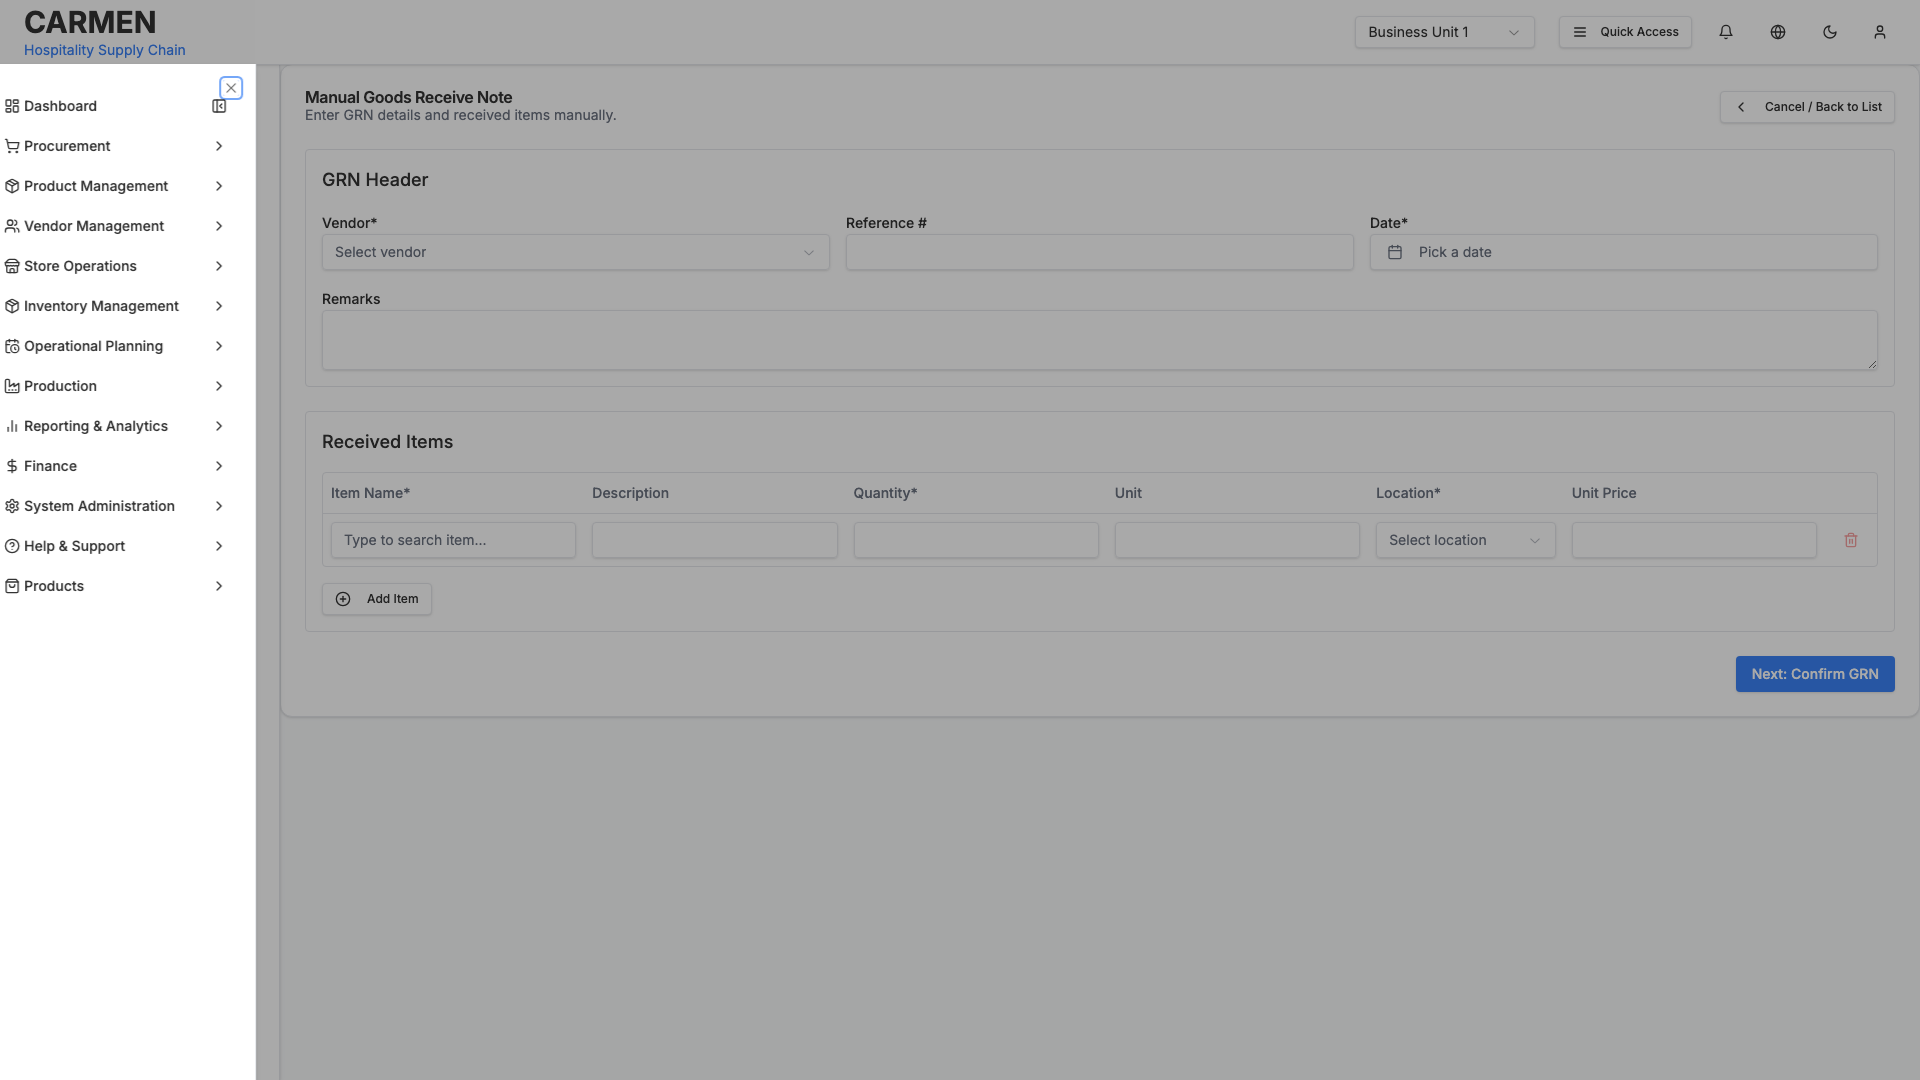 CARMEN
Hospitality Supply Chain
Business Unit 1
Quick Access
Dashboard
Procurement
Product Management
Vendor Management
Store Operations
Inventory Management
Operational Planning
Production
Reporting & Analytics
Finance
System Administration
Help & Support
Products
Manual Goods Receive Note
Enter GRN details and received items manually.
Cancel / Back to List
GRN Header
Vendor* Reference # Date*
Select vendor Pick a date
Remarks
Received Items
Item Name* Description Quantity* Unit Location* Unit Price
Type to search item... Select location
Add Item
Next: Confirm GRN